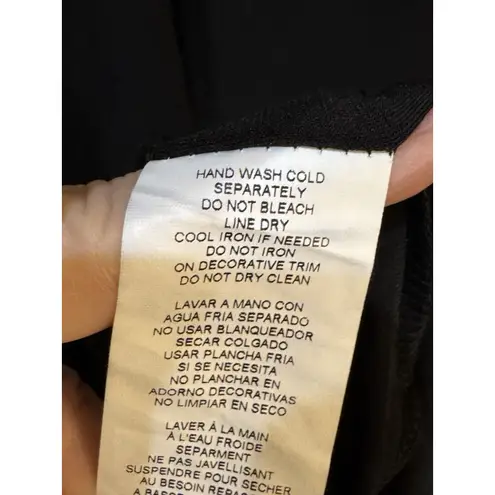 HAND WASH COLD
SEPARATELY
DO NOT BLEACH
LINE DRY
COOL IRON IF NEEDED
DO NOT IRON
ON DECORATIVE TRIM
DO NOT DRY CLEAN
LAVAR A MANO CON
AGUA FRIA SEPARADO
NO USAR BLANQUEADOR
SECAR COLGADO
USAR PLANCHA FRIA
SI SE NECESITA
NO PLANCHAR EN
ADORNO DECORATIVAS
NO LIMPIAR EN SECO
LAVER À LA MAIN
À L'EAU FROIDE
SEPARMENT
NE PAS JAVELLISANT
SUSPENDRE POUR SÉCHER
AU BESOIN